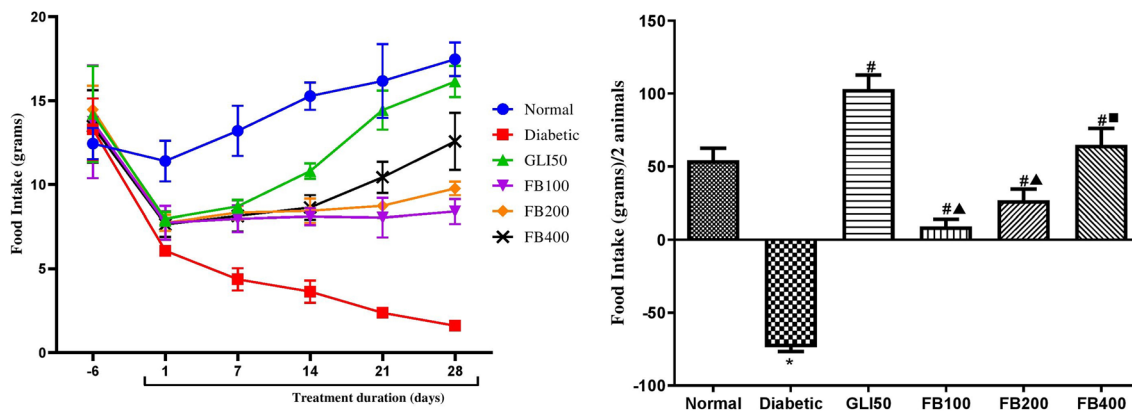 20
15
10
5
0
Food Intake (grams)
-6 1 7 14 21 28
Treatment duration (days)
Normal
Diabetic
GLI50
FB100
FB200
FB400
100
50
0
-50
-100
Food Intake (grams)/2 animals
#
*
#▲
#▲
#■
Normal Diabetic GLI50 FB100 FB200 FB400